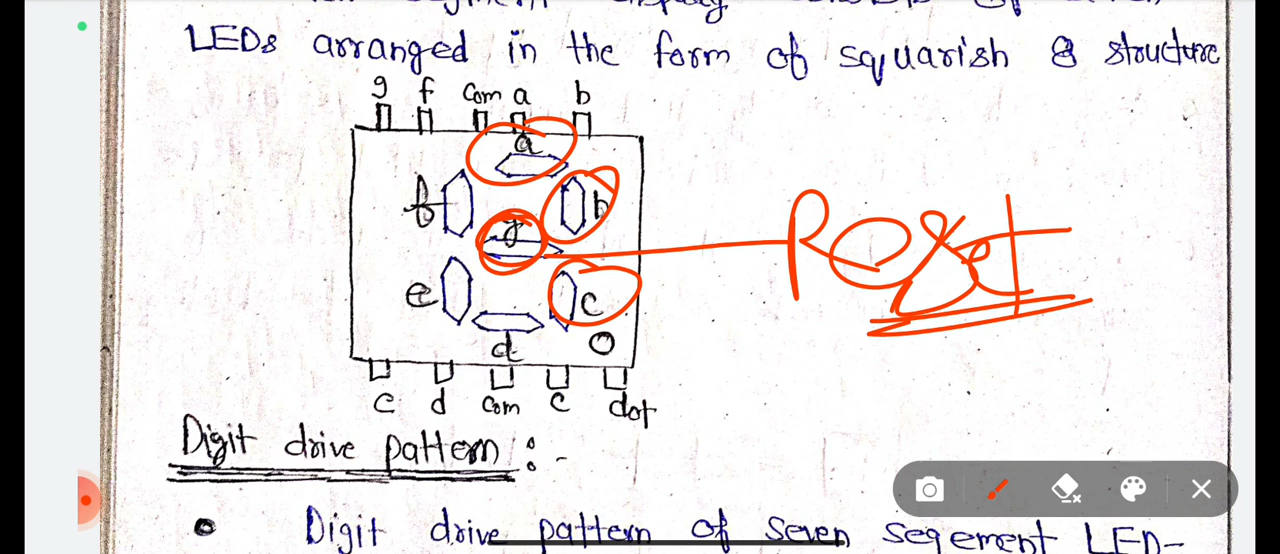 LEDs arranged in the form of squarish 8 structure
g f Com a b
a
f b
g Reset
e c
d
c d Com c dot
Digit drive pattern :-
Digit drive pattern of seven segement LED-